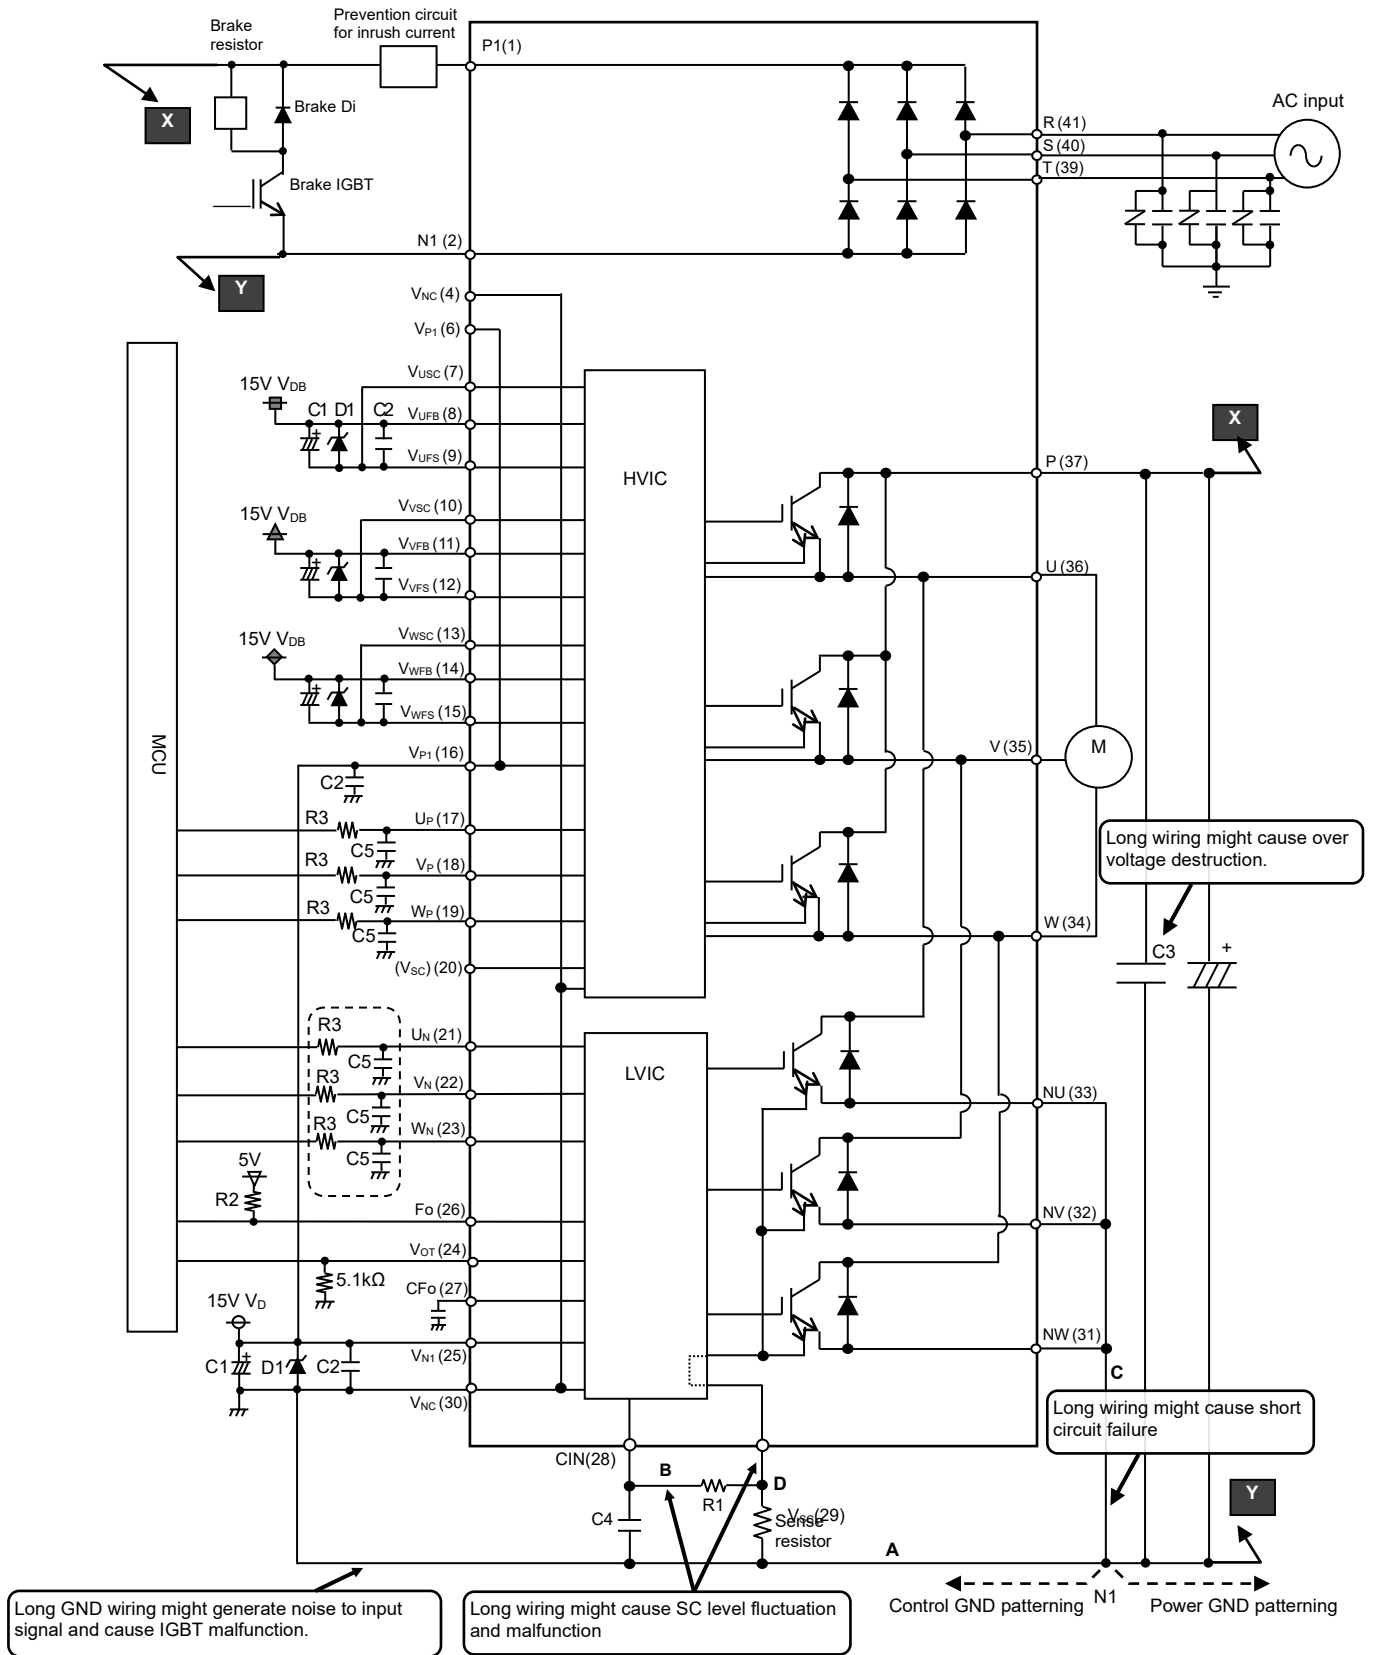 Brake
resistor
Prevention circuit
for inrush current
P1(1)
Brake Di
X
AC input
R (41)
S (40)
T (39)
Brake IGBT
N1 (2)
Y
VNC (4)
VP1 (6)
VUSC (7)
15V VDB
C1 D1 C2
VUFB (8)
VUFS (9)
HVIC
X
P (37)
VVSC (10)
15V VDB
VVFB (11)
VVFS (12)
U (36)
VWSC (13)
15V VDB
VWFB (14)
VWFS (15)
MCU
VP1 (16)
C2
V (35)
M
R3
UP (17)
C5
R3
VP (18)
C5
R3
WP (19)
C5
(VSC) (20)
W (34)
Long wiring might cause over
voltage destruction.
C3
+
R3
UN (21)
C5
LVIC
R3
VN (22)
C5
R3
WN (23)
C5
NU (33)
5V
R2
Fo (26)
NV (32)
VOT (24)
5.1kΩ
CFo (27)
15V VD
C1
+
D1
C2
VN1 (25)
VNC (30)
NW (31)
C
Long wiring might cause short
circuit failure
CIN(28)
B
R1
D
C4
VSC(29)
Sense
resistor
A
Y
N1
Control GND patterning
Power GND patterning
Long GND wiring might generate noise to input
signal and cause IGBT malfunction.
Long wiring might cause SC level fluctuation
and malfunction